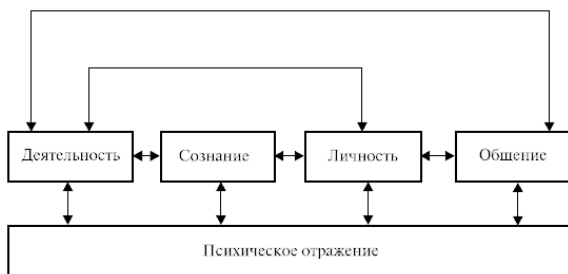 Деятельность
Сознание
Личность
Общение
Психическое отражение